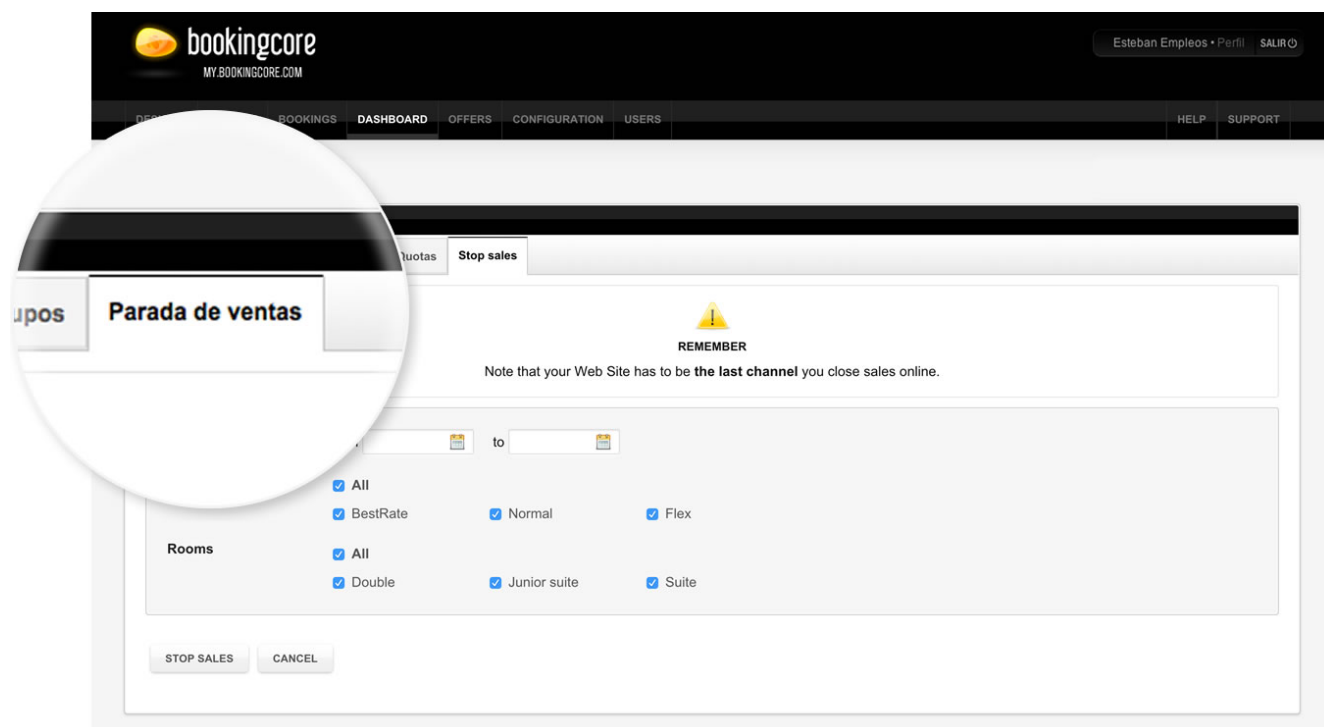 bookingcore
MY.BOOKINGCORE.COM
Esteban Empleos • Perfil SALIR
BOOKINGS DASHBOARD OFFERS CONFIGURATION USERS HELP SUPPORT
Stop sales
Parada de ventas
REMEMBER
Note that your Web Site has to be the last channel you close sales online.
to
All
BestRate Normal Flex
Rooms All
Double Junior suite Suite
STOP SALES CANCEL